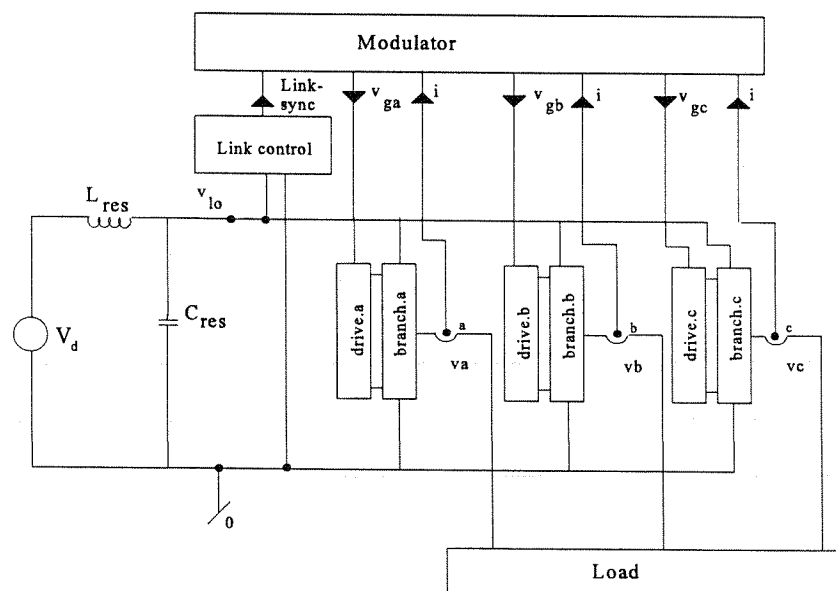 Modulator
Link-
sync
v
ga
i
v
gb
i
v
gc
i
Link control
L
res
v
lo
V
d
C
res
drive.a
branch.a
a
va
drive.b
branch.b
b
vb
drive.c
branch.c
c
vc
0
Load